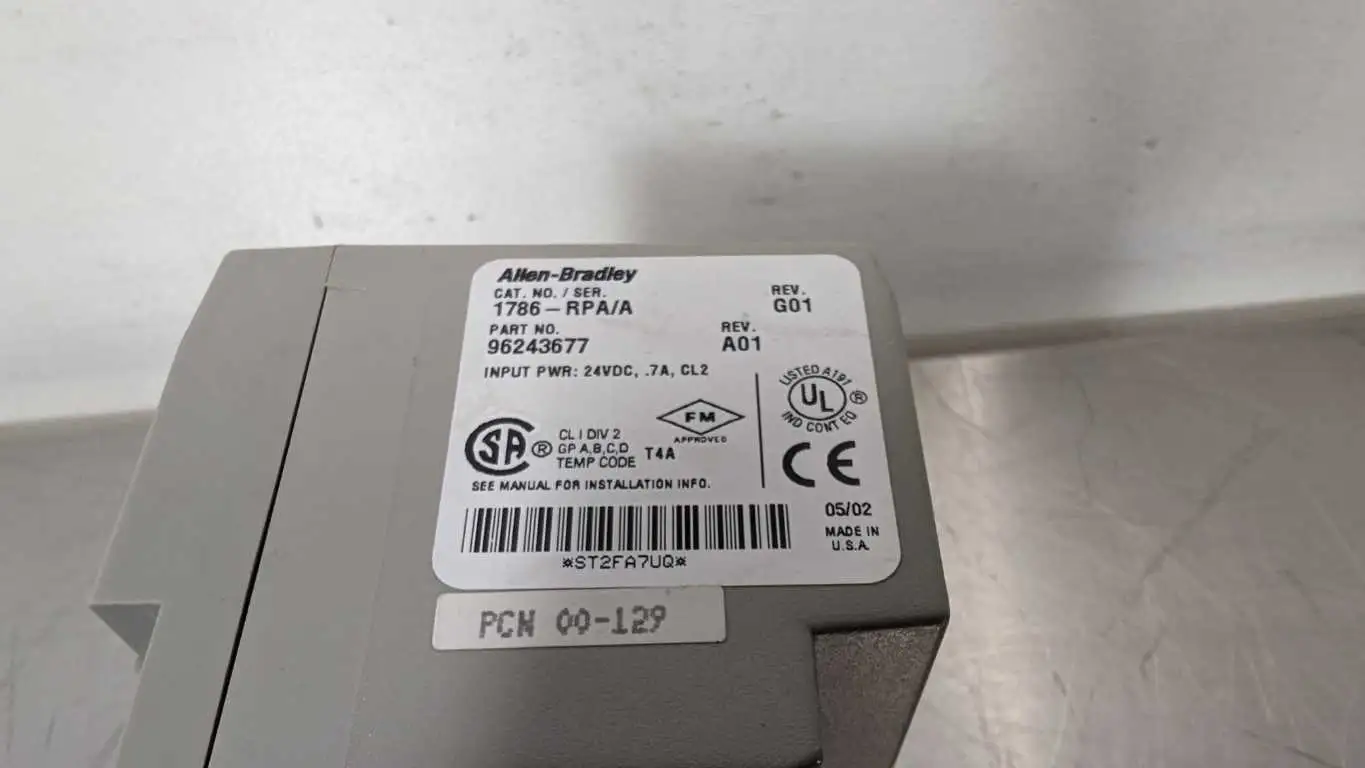 Allen-Bradley
CAT. NO. / SER.
REV.
1786-RPA/A
G01
PART NO.
REV.
96243677
A01
INPUT PWR: 24VDC, .7A, CL2
LISTED A197
UL ®
IND CONT EQ
FM
APPROVED
SA ®
CL I DIV 2
GP A,B,C,D
TEMP CODE T4A
CE
SEE MANUAL FOR INSTALLATION INFO.
05/02
MADE IN
U.S.A.
*ST2FA7UQ*
PCN 00-129